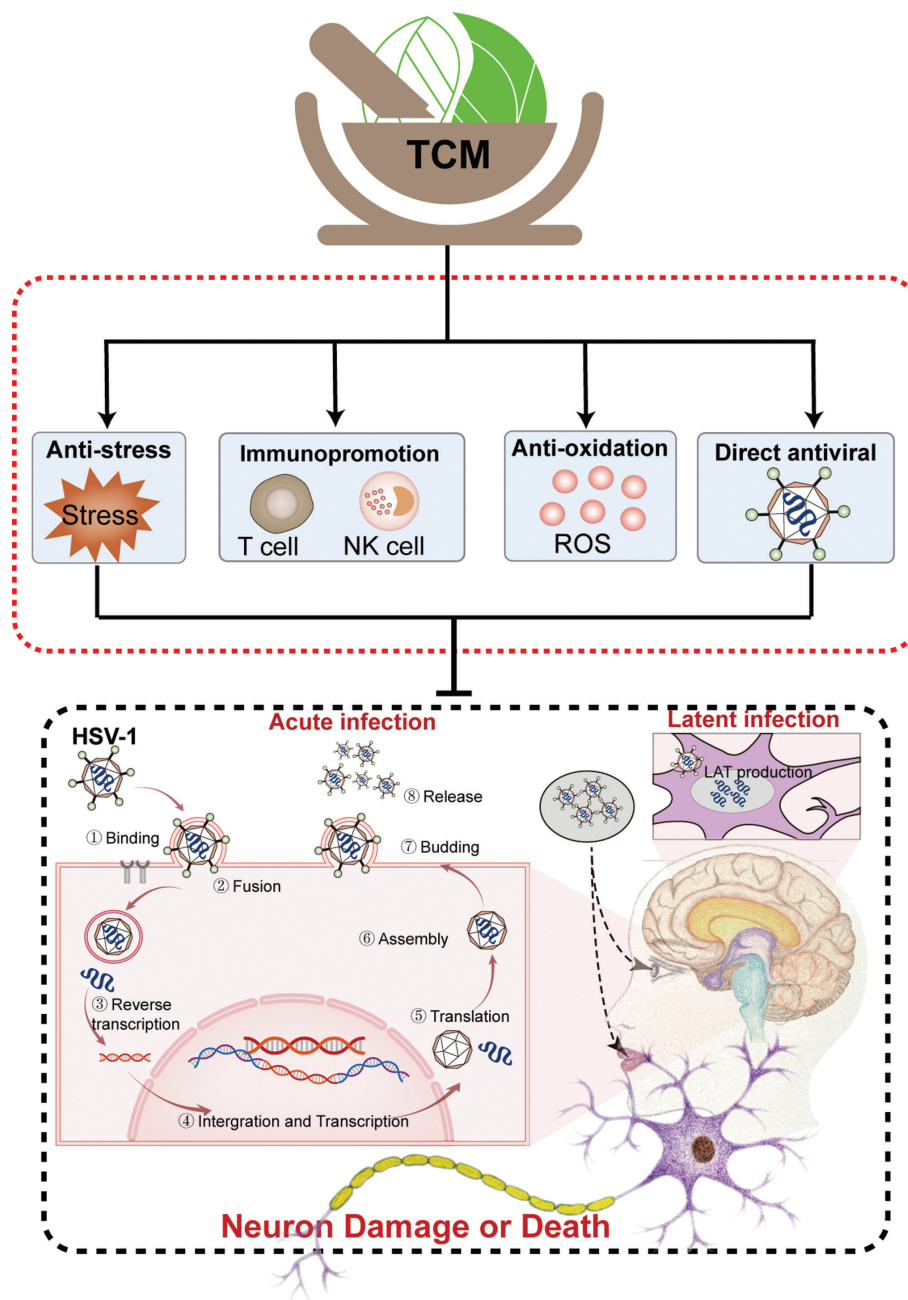 TCM
Anti-stress
Stress
Immunopromotion
T cell
NK cell
Anti-oxidation
ROS
Direct antiviral
HSV-1
Acute infection
Latent infection
LAT production
① Binding
② Fusion
③ Reverse
transcription
④ Intergration and Transcription
⑤ Translation
⑥ Assembly
⑦ Budding
⑧ Release
Neuron Damage or Death